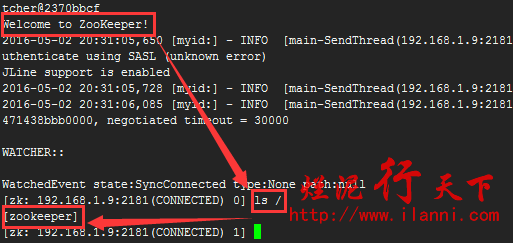 tcher@2370bbcf
Welcome to ZooKeeper!
2016-05-02 20:31:05,650 [myid:] - INFO  [main-SendThread(192.168.1.9:2181
uthenticate using SASL (unknown error)
JLine support is enabled
2016-05-02 20:31:05,728 [myid:] - INFO  [main-SendThread(192.168.1.9:2181
2016-05-02 20:31:06,085 [myid:] - INFO  [main-SendThread(192.168.1.9:2181
471438bbb0000, negotiated timeout = 30000
WATCHER::
WatchedEvent state:SyncConnected type:None path:null
[zk: 192.168.1.9:2181(CONNECTED) 0] ls /
[zookeeper]
[zk: 192.168.1.9:2181(CONNECTED) 1]
烂泥行天下
http://www.ilanni.com